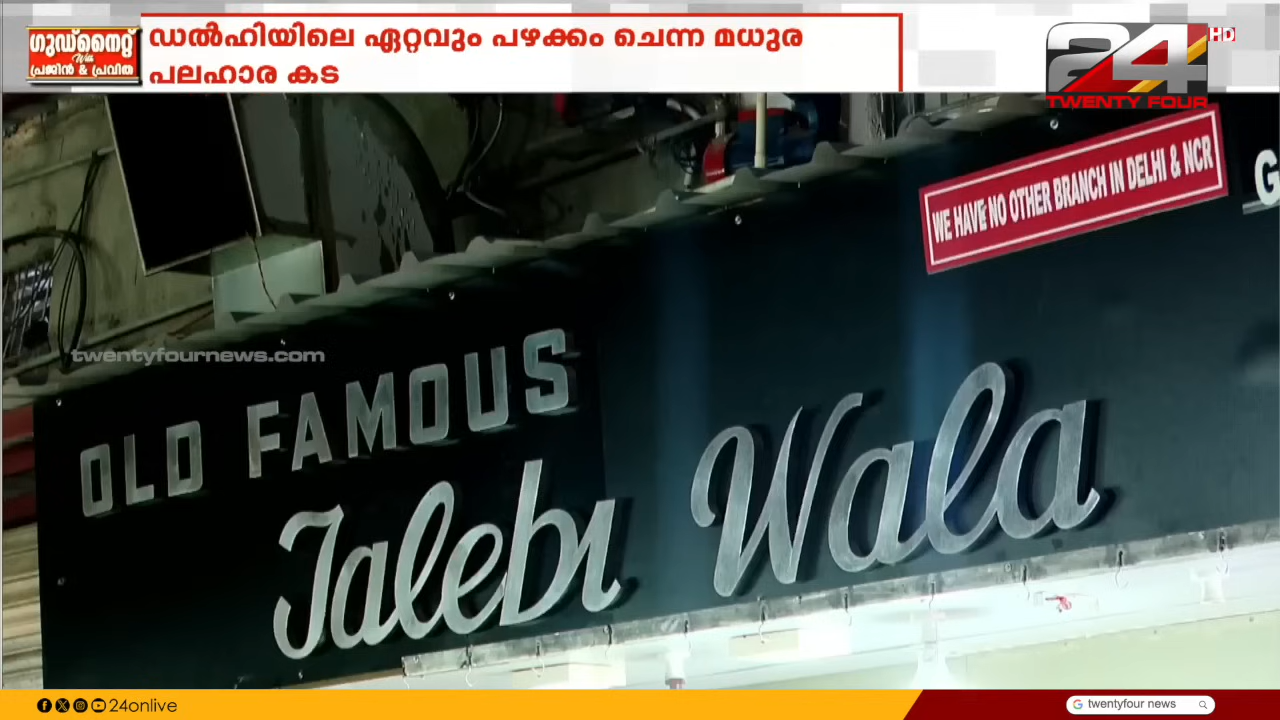 ഗുഡ്നൈറ്റ്
With
പ്രജിൻ & പ്രവിത
ഡൽഹിയിലെ ഏറ്റവും പഴക്കം ചെന്ന മധുര
പലഹാര കട
24 HD
TWENTY FOUR
WE HAVE NO OTHER BRANCH IN DELHI & NCR
G
twentyfournews.com
OLD FAMOUS
Jalebi Wala
24onlive
twentyfour news